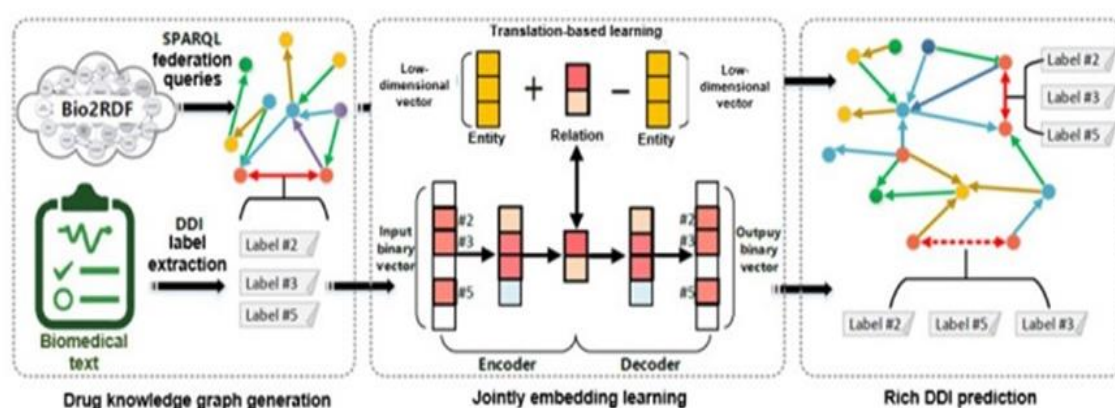 SPARQL
federation
queries
Bio2RDF
DDI
label
extraction
Label #2
Label #3
Label #5
Biomedical
text
Drug knowledge graph generation
Translation-based learning
Low-
dimensional
vector
+
−
Low-
dimensional
vector
Entity
Relation
Entity
Input
binary
vector
#2
#3
#5
#2
#3
#5
Outpuy
binary
vector
Encoder
Decoder
Jointly embedding learning
Label #2
Label #3
Label #5
Label #2
Label #5
Label #3
Rich DDI prediction